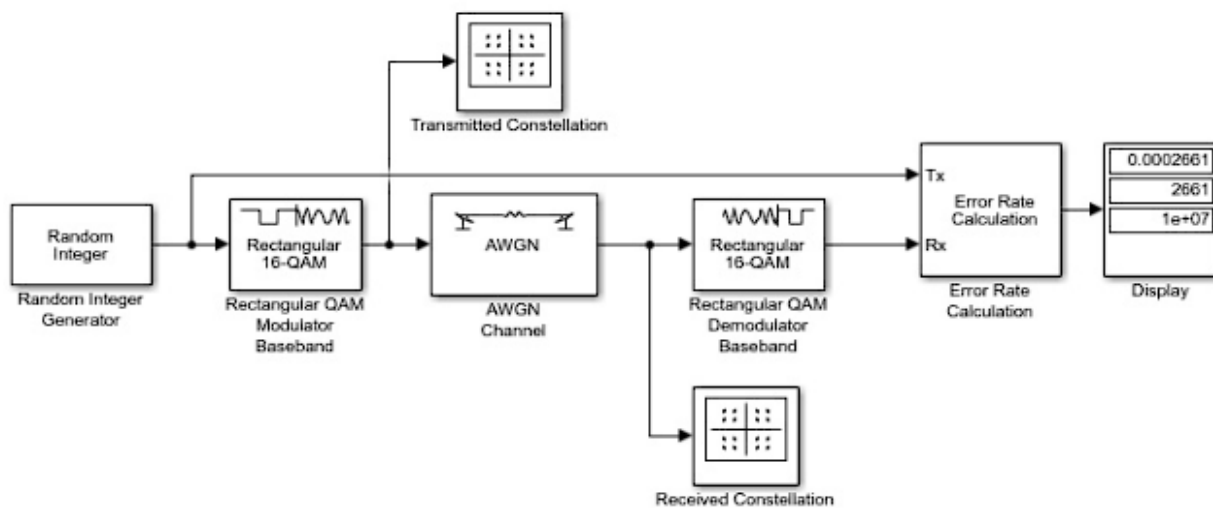 Transmitted Constellation
Random
Integer
Random Integer
Generator
Rectangular
16-QAM
Rectangular QAM
Modulator
Baseband
AWGN
AWGN
Channel
Rectangular
16-QAM
Rectangular QAM
Demodulator
Baseband
Tx
Rx
Error Rate
Calculation
Error Rate
Calculation
0.0002661
2661
1e+07
Display
Received Constellation